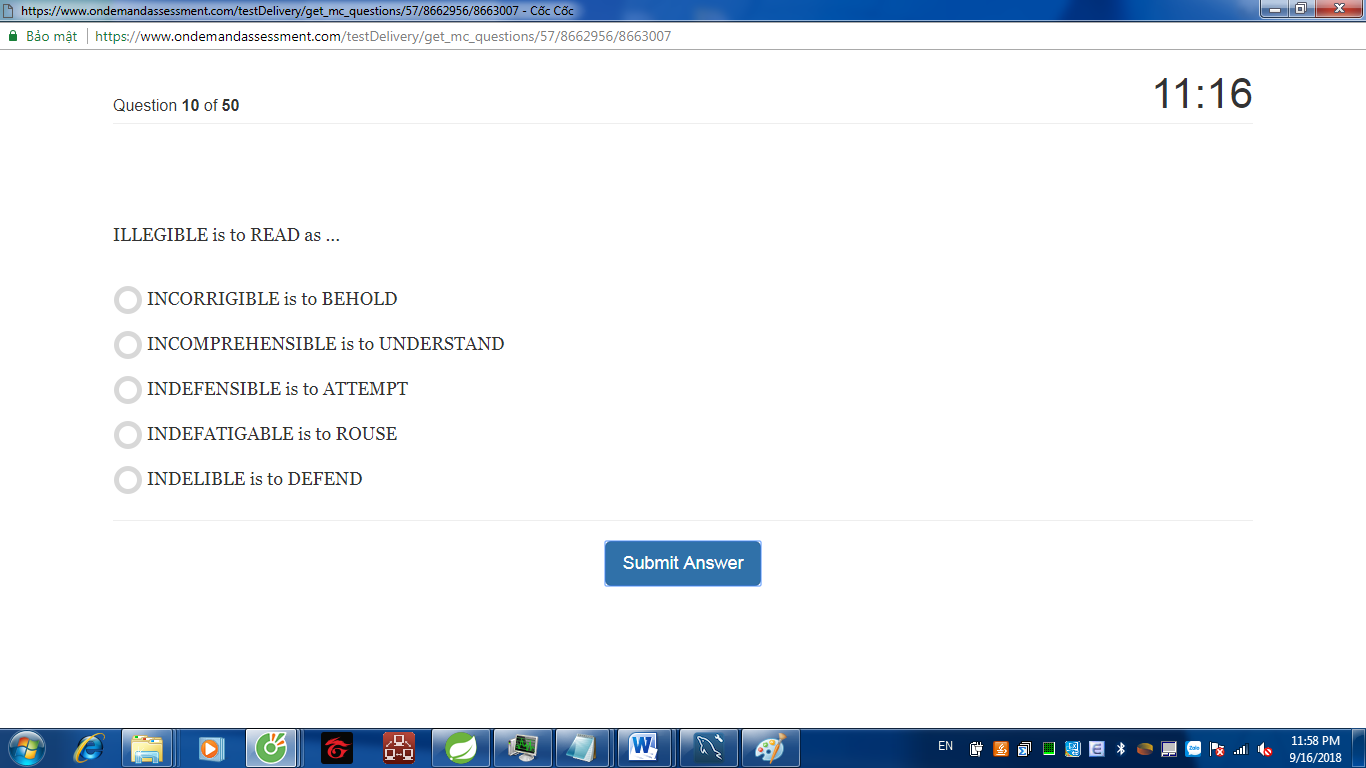 https://www.ondemandassessment.com/testDelivery/get_mc_questions/57/8662956/8663007 - Cốc Cốc
Bảo mật https://www.ondemandassessment.com/testDelivery/get_mc_questions/57/8662956/8663007
11:16
Question 10 of 50
ILLEGIBLE is to READ as ...
INCORRIGIBLE is to BEHOLD
INCOMPREHENSIBLE is to UNDERSTAND
INDEFENSIBLE is to ATTEMPT
INDEFATIGABLE is to ROUSE
INDELIBLE is to DEFEND
Submit Answer
EN
11:58 PM
9/16/2018